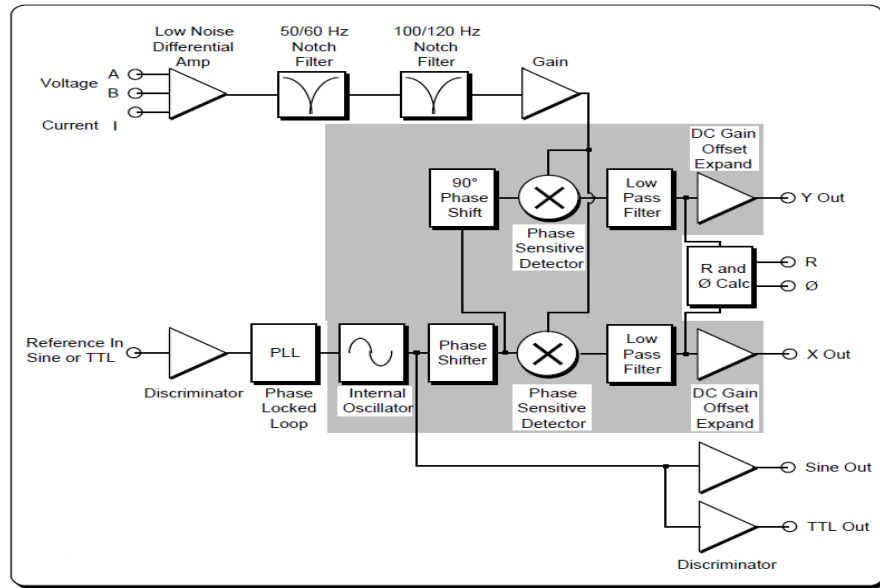 Low Noise
Differential
Amp
50/60 Hz
Notch
Filter
100/120 Hz
Notch
Filter
Gain
Voltage
A
B
Current I
DC Gain
Offset
Expand
90°
Phase
Shift
Low
Pass
Filter
Y Out
Phase
Sensitive
Detector
R and
Ø Calc
R
Ø
Reference In
Sine or TTL
Discriminator
PLL
Phase
Locked
Loop
Internal
Oscillator
Phase
Shifter
Phase
Sensitive
Detector
Low
Pass
Filter
X Out
DC Gain
Offset
Expand
Sine Out
TTL Out
Discriminator